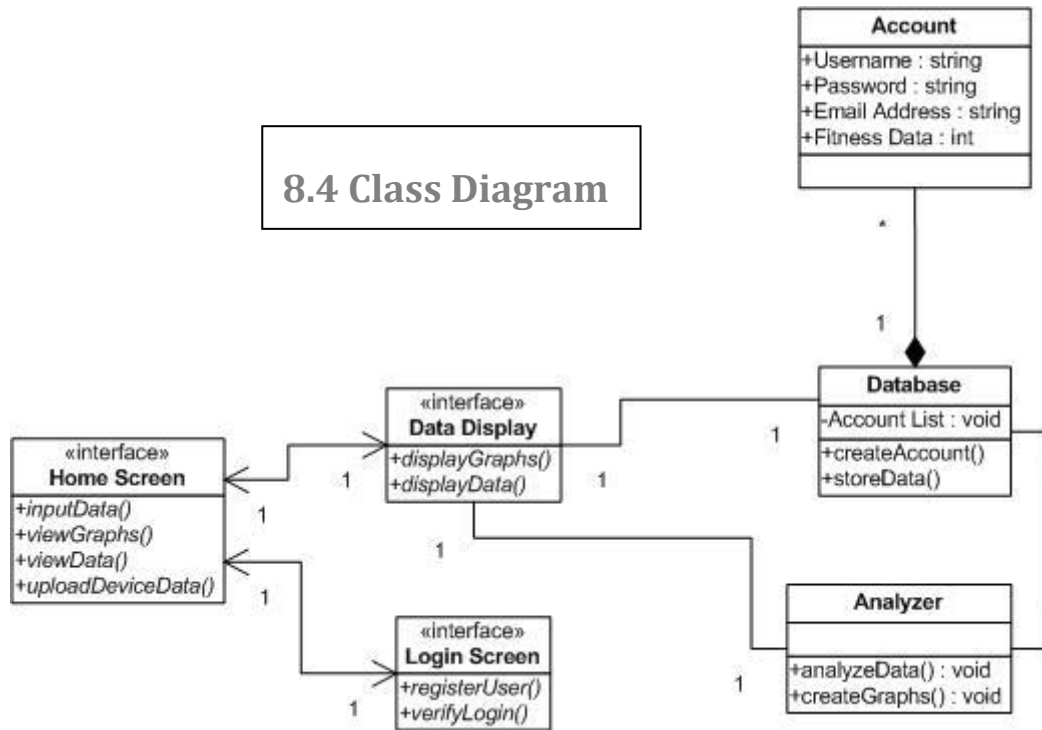 8.4 Class Diagram
Account
+Username : string
+Password : string
+Email Address : string
+Fitness Data : int
*
1
Database
-Account List : void
+createAccount()
+storeData()
1
«interface»
Data Display
+displayGraphs()
+displayData()
1
1
1
«interface»
Home Screen
+inputData()
+viewGraphs()
+viewData()
+uploadDeviceData()
1
1
«interface»
Login Screen
+registerUser()
+verifyLogin()
1
Analyzer
+analyzeData() : void
+createGraphs() : void
1